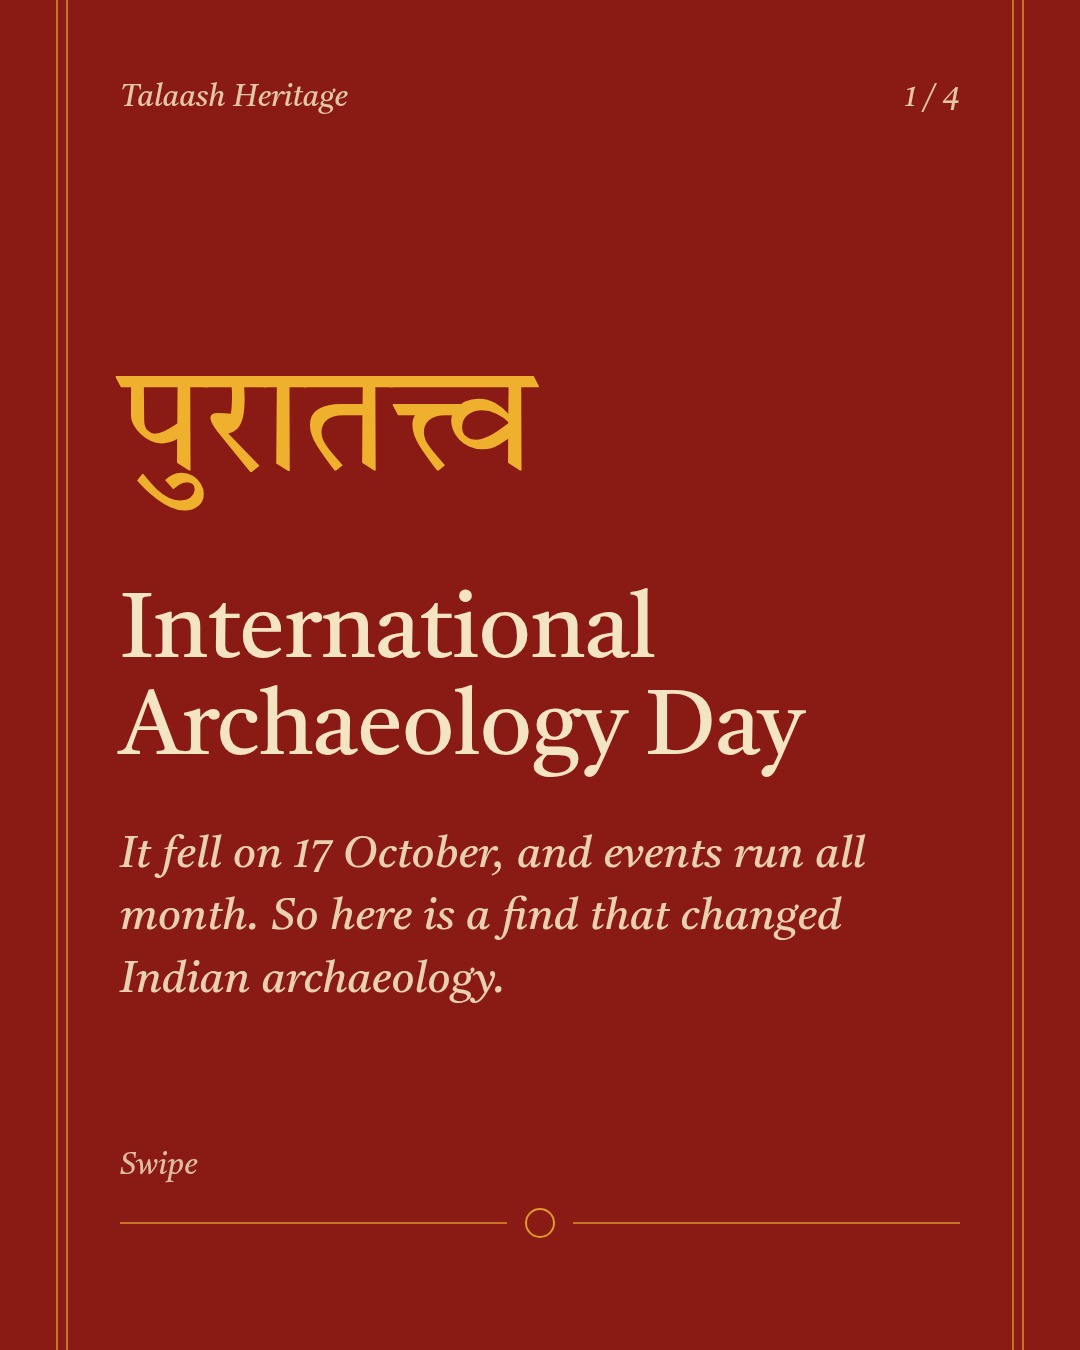 Talaash Heritage
1 / 4
पुरातत्त्व
International
Archaeology Day
It fell on 17 October, and events run all
month. So here is a find that changed
Indian archaeology.
Swipe